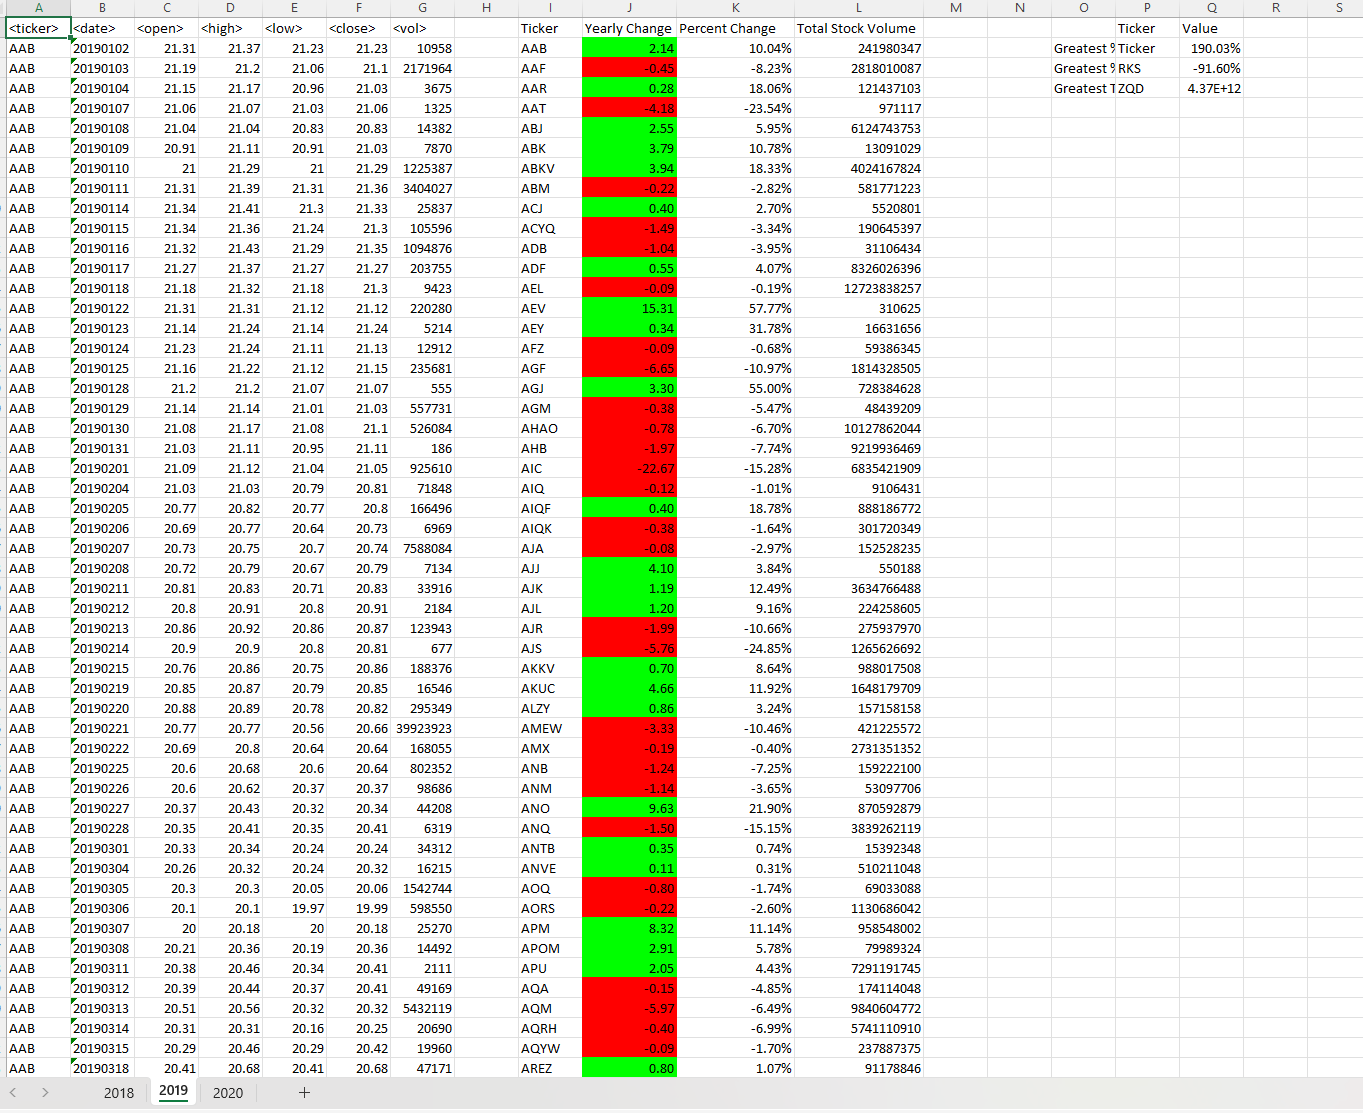 A B C D E F G H I J K L M N O P Q R S
<ticker> <date> <open> <high> <low> <close> <vol> Ticker Yearly Change Percent Change Total Stock Volume Ticker Value
AAB 20190102 21.31 21.37 21.23 21.23 10958 AAB 2.14 10.04% 241980347 Greatest % Ticker 190.03%
AAB 20190103 21.19 21.2 21.06 21.1 2171964 AAF -0.45 -8.23% 2818010087 Greatest % RKS -91.60%
AAB 20190104 21.15 21.17 20.96 21.03 3675 AAR 0.28 18.06% 121437103 Greatest T ZQD 4.37E+12
AAB 20190107 21.06 21.07 21.03 21.06 1325 AAT -4.18 -23.54% 971117
AAB 20190108 21.04 21.04 20.83 20.83 14382 ABJ 2.55 5.95% 6124743753
AAB 20190109 20.91 21.11 20.91 21.03 7870 ABK 3.79 10.78% 13091029
AAB 20190110 21 21.29 21 21.29 1225387 ABKV 3.94 18.33% 4024167824
AAB 20190111 21.31 21.39 21.31 21.36 3404027 ABM -0.22 -2.82% 581771223
AAB 20190114 21.34 21.41 21.3 21.33 25837 ACJ 0.40 2.70% 5520801
AAB 20190115 21.34 21.36 21.24 21.3 105596 ACYQ -1.49 -3.34% 190645397
AAB 20190116 21.32 21.43 21.29 21.35 1094876 ADB -1.04 -3.95% 31106434
AAB 20190117 21.27 21.37 21.27 21.27 203755 ADF 0.55 4.07% 8326026396
AAB 20190118 21.18 21.32 21.18 21.3 9423 AEL -0.09 -0.19% 12723838257
AAB 20190122 21.31 21.31 21.12 21.12 220280 AEV 15.31 57.77% 310625
AAB 20190123 21.14 21.24 21.14 21.24 5214 AEY 0.34 31.78% 16631656
AAB 20190124 21.23 21.24 21.11 21.13 12912 AFZ -0.09 -0.68% 59386345
AAB 20190125 21.16 21.22 21.12 21.15 235681 AGF -6.65 -10.97% 1814328505
AAB 20190128 21.2 21.2 21.07 21.07 555 AGJ 3.30 55.00% 728384628
AAB 20190129 21.14 21.14 21.01 21.03 557731 AGM -0.38 -5.47% 48439209
AAB 20190130 21.08 21.17 21.08 21.1 526084 AHAO -0.78 -6.70% 10127862044
AAB 20190131 21.03 21.11 20.95 21.11 186 AHB -1.97 -7.74% 9219936469
AAB 20190201 21.09 21.12 21.04 21.05 925610 AIC -22.67 -15.28% 6835421909
AAB 20190204 21.03 21.03 20.79 20.81 71848 AIQ -0.12 -1.01% 9106431
AAB 20190205 20.77 20.82 20.77 20.8 166496 AIQF 0.40 18.78% 888186772
AAB 20190206 20.69 20.77 20.64 20.73 6969 AIQK -0.38 -1.64% 301720349
AAB 20190207 20.73 20.75 20.7 20.74 7588084 AJA -0.08 -2.97% 152528235
AAB 20190208 20.72 20.79 20.67 20.79 7134 AJJ 4.10 3.84% 550188
AAB 20190211 20.81 20.83 20.71 20.83 33916 AJK 1.19 12.49% 3634766488
AAB 20190212 20.8 20.91 20.8 20.91 2184 AJL 1.20 9.16% 224258605
AAB 20190213 20.86 20.92 20.86 20.87 123943 AJR -1.99 -10.66% 275937970
AAB 20190214 20.9 20.9 20.8 20.81 677 AJS -5.76 -24.85% 1265626692
AAB 20190215 20.76 20.86 20.75 20.86 188376 AKKV 0.70 8.64% 988017508
AAB 20190219 20.85 20.87 20.79 20.85 16546 AKUC 4.66 11.92% 1648179709
AAB 20190220 20.88 20.89 20.78 20.82 295349 ALZY 0.86 3.24% 157158158
AAB 20190221 20.77 20.77 20.56 20.66 39923923 AMEW -3.33 -10.46% 421225572
AAB 20190222 20.69 20.8 20.64 20.64 168055 AMX -0.19 -0.40% 2731351352
AAB 20190225 20.6 20.68 20.6 20.64 802352 ANB -1.24 -7.25% 159222100
AAB 20190226 20.6 20.62 20.37 20.37 98686 ANM -1.14 -3.65% 53097706
AAB 20190227 20.37 20.43 20.32 20.34 44208 ANO 9.63 21.90% 870592879
AAB 20190228 20.35 20.41 20.35 20.41 6319 ANQ -1.50 -15.15% 3839262119
AAB 20190301 20.33 20.34 20.24 20.24 34312 ANTB 0.35 0.74% 15392348
AAB 20190304 20.26 20.32 20.24 20.32 16215 ANVE 0.11 0.31% 510211048
AAB 20190305 20.3 20.3 20.05 20.06 1542744 AOQ -0.80 -1.74% 69033088
AAB 20190306 20.1 20.1 19.97 19.99 598550 AORS -0.22 -2.60% 1130686042
AAB 20190307 20 20.18 20 20.18 25270 APM 8.32 11.14% 958548002
AAB 20190308 20.21 20.36 20.19 20.36 14492 APOM 2.91 5.78% 79989324
AAB 20190311 20.38 20.46 20.34 20.41 2111 APU 2.05 4.43% 7291191745
AAB 20190312 20.39 20.44 20.37 20.41 49169 AQA -0.15 -4.85% 174114048
AAB 20190313 20.51 20.56 20.32 20.32 5432119 AQM -5.97 -6.49% 9840604772
AAB 20190314 20.31 20.31 20.16 20.25 20690 AQRH -0.40 -6.99% 5741110910
AAB 20190315 20.29 20.46 20.29 20.42 19960 AQYW -0.09 -1.70% 237887375
AAB 20190318 20.41 20.68 20.41 20.68 47171 AREZ 0.80 1.07% 91178846
2018 2019 2020 +